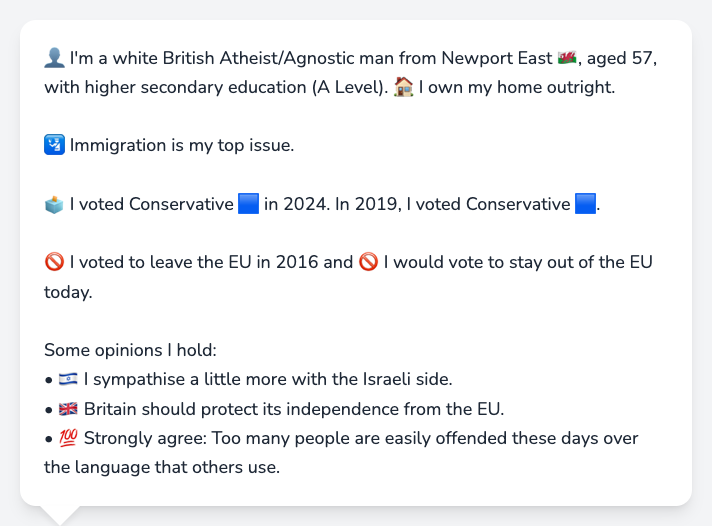 👤 I'm a white British Atheist/Agnostic man from Newport East 🏴󠁧󠁢󠁷󠁬󠁳󠁿, aged 57,
with higher secondary education (A Level). 🏠 I own my home outright.
🛂 Immigration is my top issue.
🗳️ I voted Conservative 🟦 in 2024. In 2019, I voted Conservative 🟦.
🚫 I voted to leave the EU in 2016 and 🚫 I would vote to stay out of the EU
today.
Some opinions I hold:
• 🇮🇱 I sympathise a little more with the Israeli side.
• 🇬🇧 Britain should protect its independence from the EU.
• 💯 Strongly agree: Too many people are easily offended these days over
the language that others use.